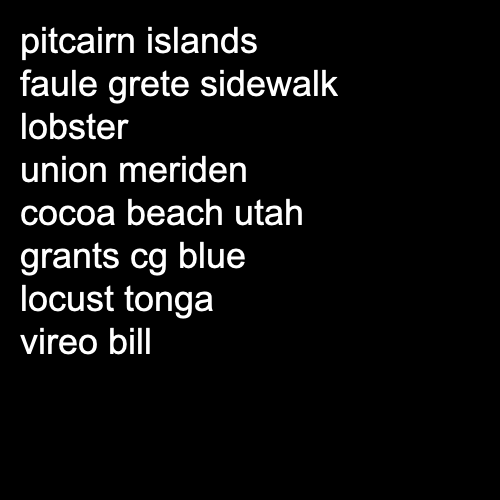 pitcairn islands
faule grete sidewalk
lobster
union meriden
cocoa beach utah
grants cg blue
locust tonga
vireo bill